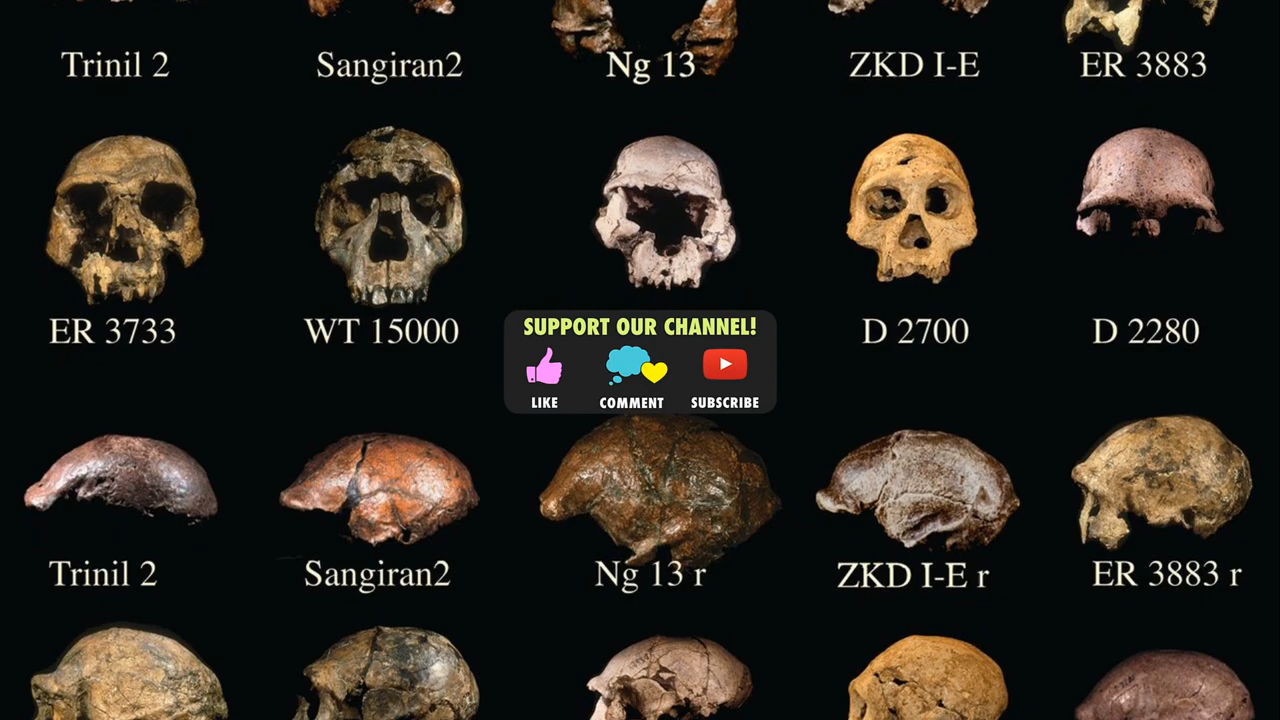 Trinil 2
Sangiran2
Ng 13
ZKD I-E
ER 3883
ER 3733
WT 15000
D 2700
D 2280
SUPPORT OUR CHANNEL!
LIKE
COMMENT
SUBSCRIBE
Trinil 2
Sangiran2
Ng 13 r
ZKD I-E r
ER 3883 r